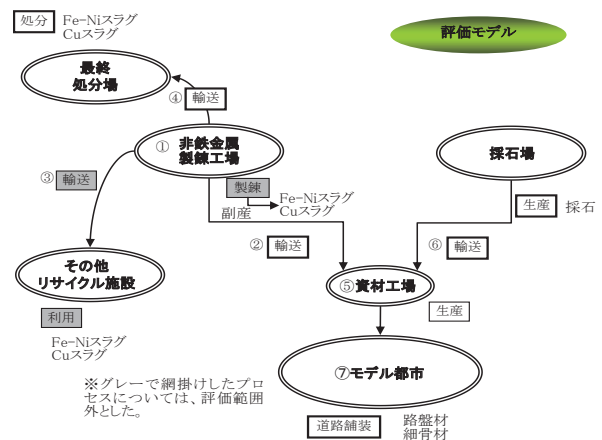 処分
Fe-Niスラグ
Cuスラグ
評価モデル
最終
処分場
④ 輸送
① 非鉄金属
製錬工場
採石場
③ 輸送
製錬
Fe-Niスラグ
Cuスラグ
副産
生産 採石
② 輸送
⑥ 輸送
その他
リサイクル施設
⑤資材工場
利用
生産
Fe-Niスラグ
Cuスラグ
⑦モデル都市
※グレーで網掛けしたプロ
セスについては、評価範囲
外とした。
道路舗装
路盤材
細骨材